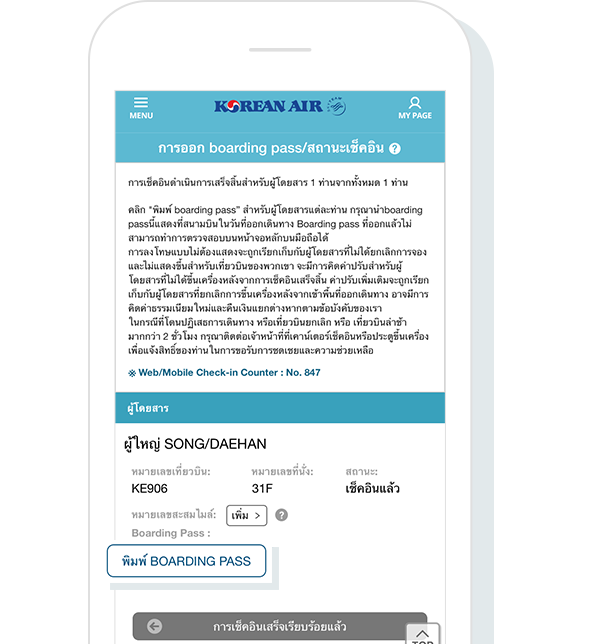 MENU
KOREAN AIR
MY PAGE
การออก boarding pass/สถานะเช็คอิน ?
การเช็คอินดำเนินการเสร็จสิ้นสำหรับผู้โดยสาร 1 ท่านจากทั้งหมด 1 ท่าน
คลิก “พิมพ์ boarding pass” สำหรับผู้โดยสารแต่ละท่าน กรุณานำboarding
passนี้แสดงที่สนามบินในวันที่ออกเดินทาง Boarding pass ที่ออกแล้วไม่
สามารถทำการตรวจสอบบนหน้าจอหลักบนมือถือได้
การลงโทษแบบไม่ต้องแสดงจะถูกเรียกเก็บกับผู้โดยสารที่ไม่ได้ยกเลิกการจอง
และไม่แสดงขึ้นสำหรับเที่ยวบินของพวกเขา จะมีการคิดค่าปรับสำหรับผู้
โดยสารที่ไม่ได้ขึ้นเครื่องหลังจากการเช็คอินเสร็จสิ้น ค่าปรับเพิ่มเติมจะถูกเรียก
เก็บกับผู้โดยสารที่ยกเลิกการขึ้นเครื่องหลังจากเข้าพื้นที่ออกเดินทาง อาจมีการ
คิดค่าธรรมเนียมใหม่และคืนเงินแยกต่างหากตามข้อบังคับของเรา
ในกรณีที่โดนปฏิเสธการเดินทาง หรือเที่ยวบินยกเลิก หรือ เที่ยวบินล่าช้า
มากกว่า 2 ชั่วโมง กรุณาติดต่อเจ้าหน้าที่ที่เคาน์เตอร์เช็คอินหรือประตูขึ้นเครื่อง
เพื่อแจ้งสิทธิ์ของท่านในการขอรับการชดเชยและความช่วยเหลือ
※ Web/Mobile Check-in Counter : No. 847
ผู้โดยสาร
ผู้ใหญ่ SONG/DAEHAN
หมายเลขเที่ยวบิน: หมายเลขที่นั่ง: สถานะ:
KE906 31F เช็คอินแล้ว
หมายเลขสะสมไมล์: เพิ่ม > ?
Boarding Pass :
พิมพ์ BOARDING PASS
การเช็คอินเสร็จเรียบร้อยแล้ว
TOP